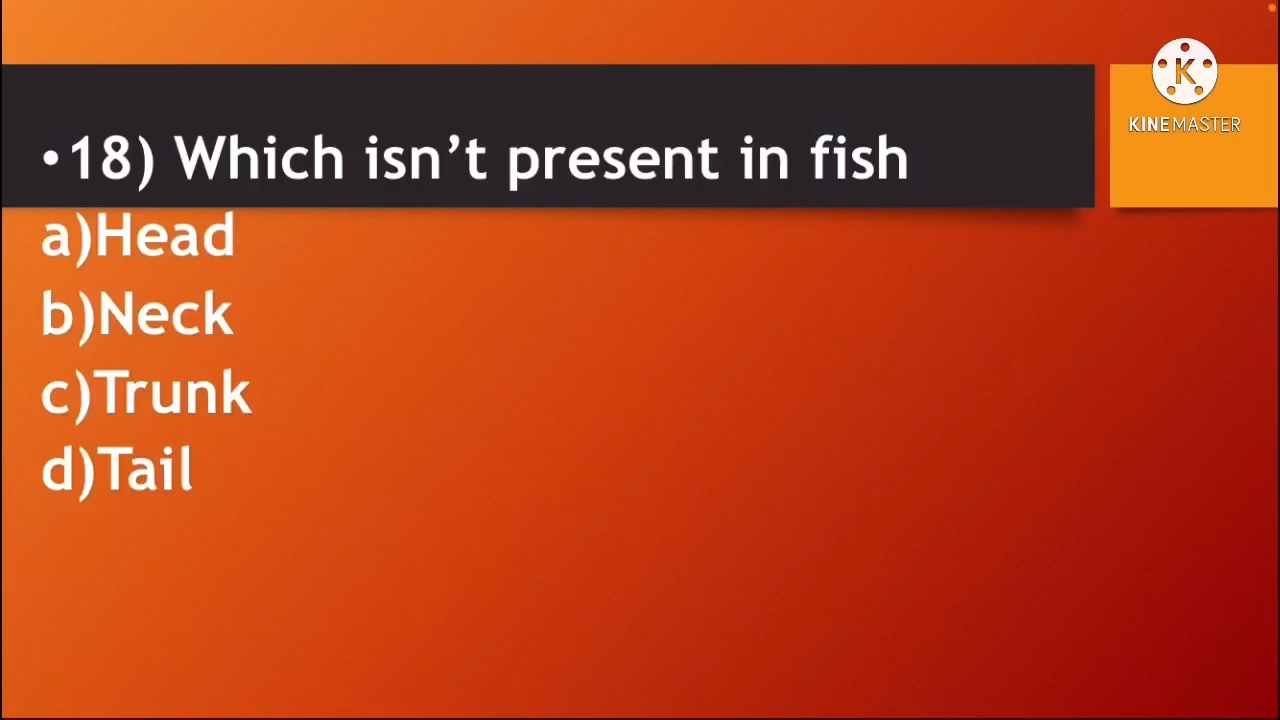 K
KINEMASTER
•18) Which isn’t present in fish
a)Head
b)Neck
c)Trunk
d)Tail